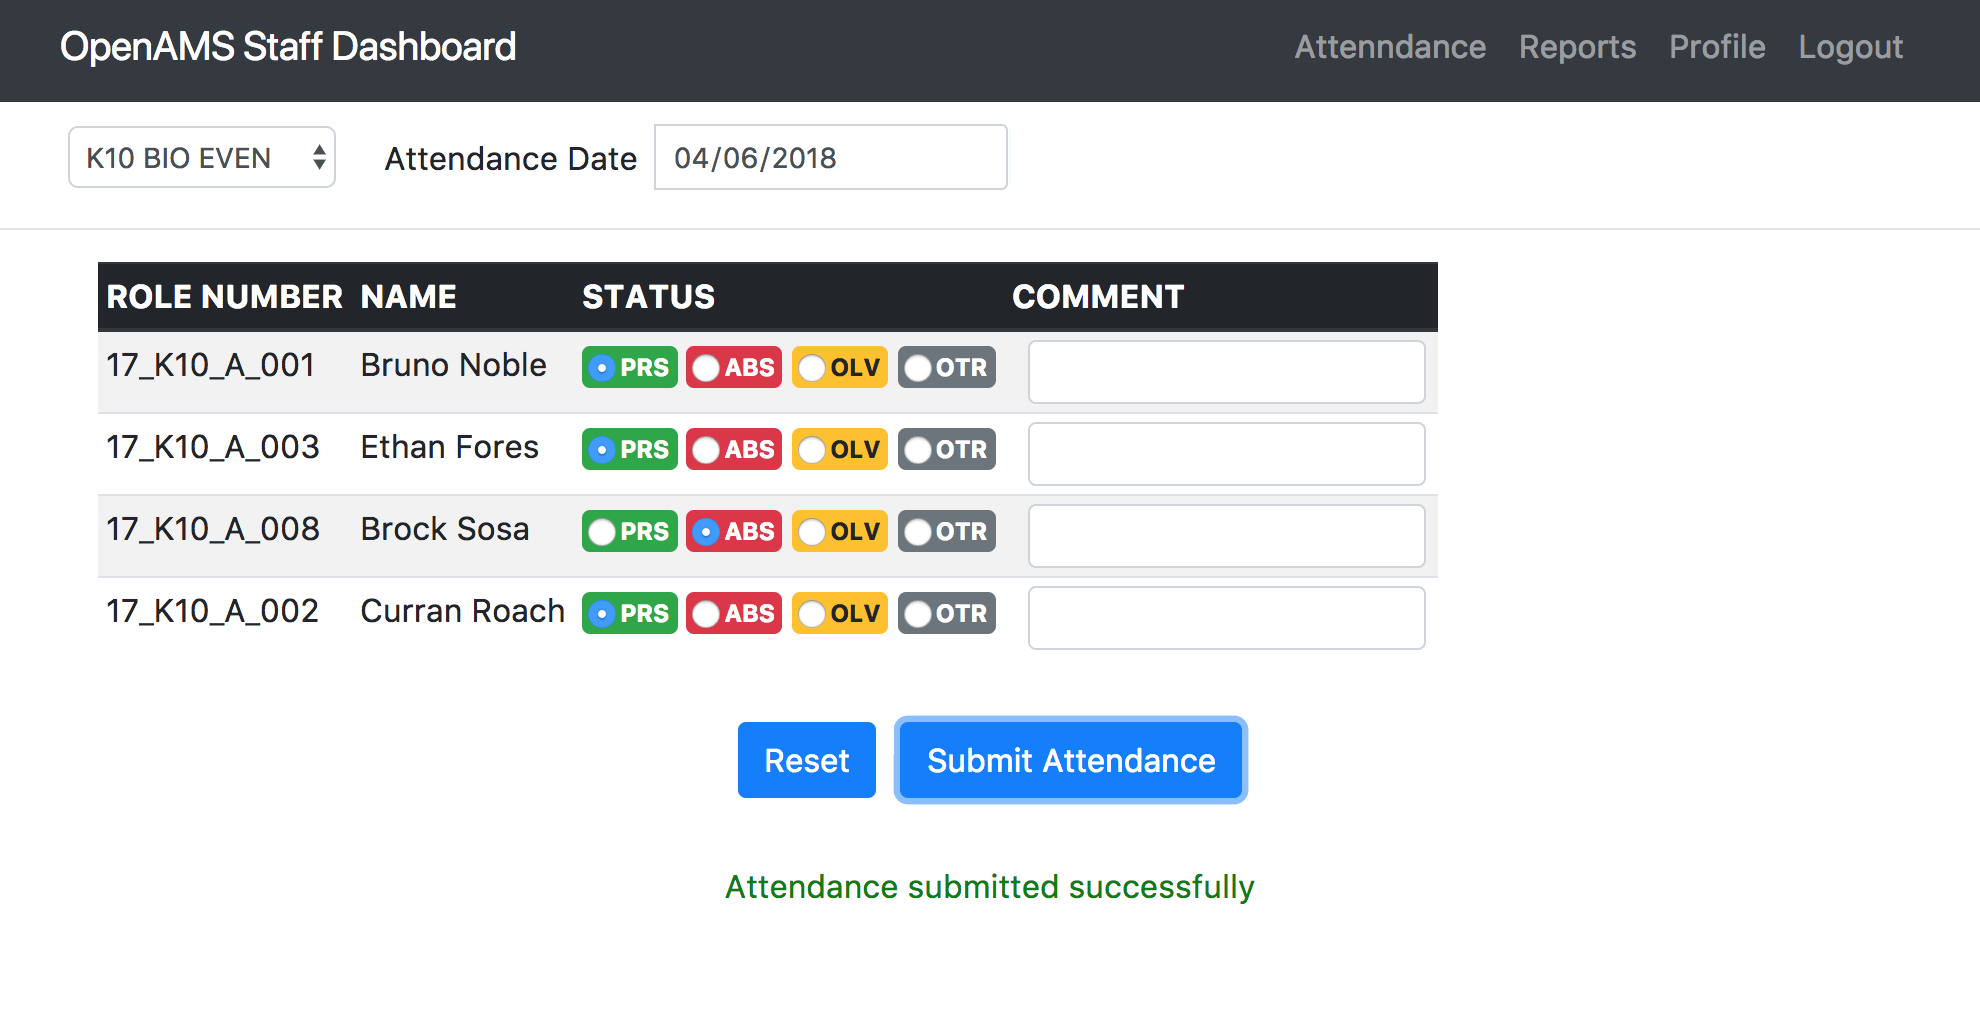 OpenAMS Staff Dashboard Attenndance Reports Profile Logout
K10 BIO EVEN Attendance Date 04/06/2018
ROLE NUMBER NAME STATUS COMMENT
17_K10_A_001 Bruno Noble PRS ABS OLV OTR
17_K10_A_003 Ethan Fores PRS ABS OLV OTR
17_K10_A_008 Brock Sosa PRS ABS OLV OTR
17_K10_A_002 Curran Roach PRS ABS OLV OTR
Reset Submit Attendance
Attendance submitted successfully